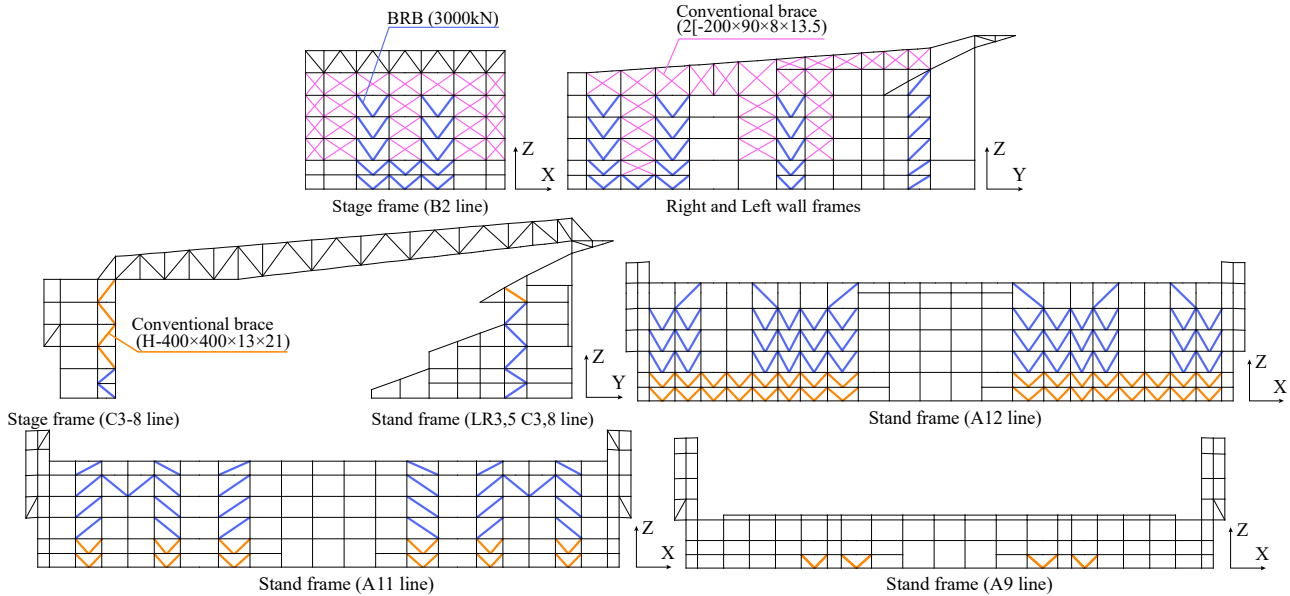 BRB (3000kN)
Conventional brace
(2[-200×90×8×13.5)
Z
X
Z
Y
Stage frame (B2 line)
Right and Left wall frames
Conventional brace
(H-400×400×13×21)
Z
Y
Z
X
Stage frame (C3-8 line)
Stand frame (LR3,5 C3,8 line)
Stand frame (A12 line)
Z
X
Z
X
Stand frame (A11 line)
Stand frame (A9 line)